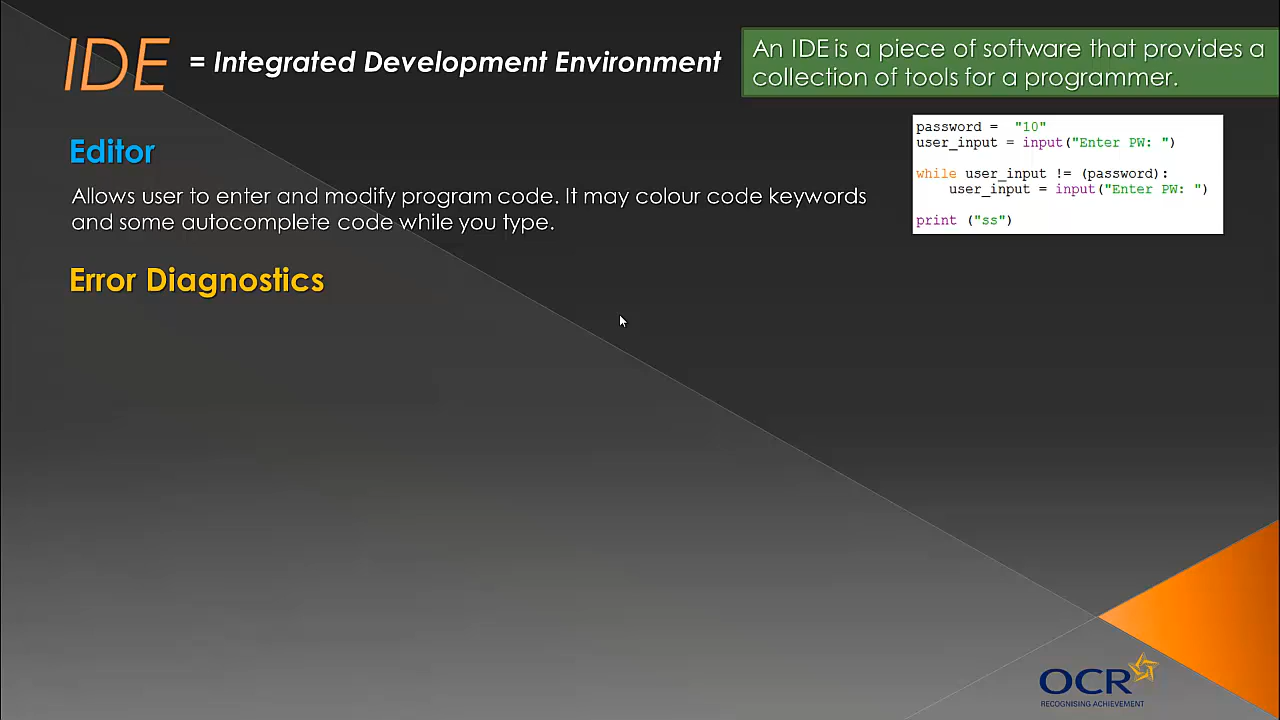 IDE = Integrated Development Environment
An IDE is a piece of software that provides a
collection of tools for a programmer.
Editor
Allows user to enter and modify program code. It may colour code keywords
and some autocomplete code while you type.
password =  "10"
user_input = input("Enter PW: ")
while user_input != (password):
    user_input = input("Enter PW: ")
print ("ss")
Error Diagnostics
OCR
RECOGNISING ACHIEVEMENT